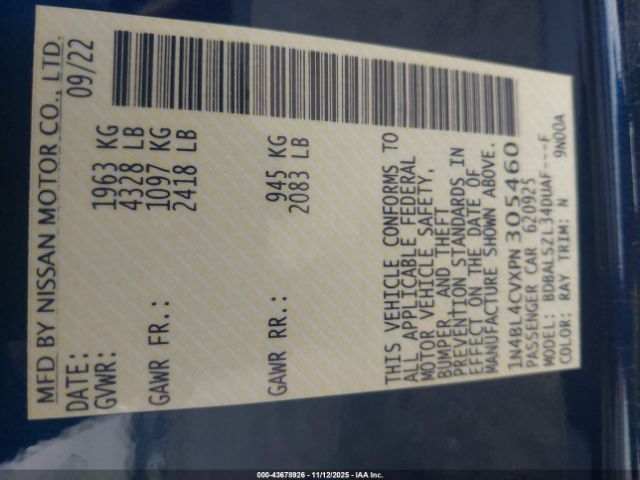 MFD BY NISSAN MOTOR CO., LTD.
DATE: 09/22
GVWR: 1963 KG
4328 LB
GAWR FR.: 1097 KG
2418 LB
GAWR RR.: 945 KG
2083 LB
THIS VEHICLE CONFORMS TO
ALL APPLICABLE FEDERAL
MOTOR VEHICLE SAFETY,
BUMPER, AND THEFT
PREVENTION STANDARDS IN
EFFECT ON THE DATE OF
MANUFACTURE SHOWN ABOVE.
1N4BL4CVXPN305460
PASSENGER CAR 620925
MODEL: BDBALSZL34DUAF---F
COLOR: RAY TRIM: N 9N00A
000-43678926 - 11/12/2025 - IAA Inc.